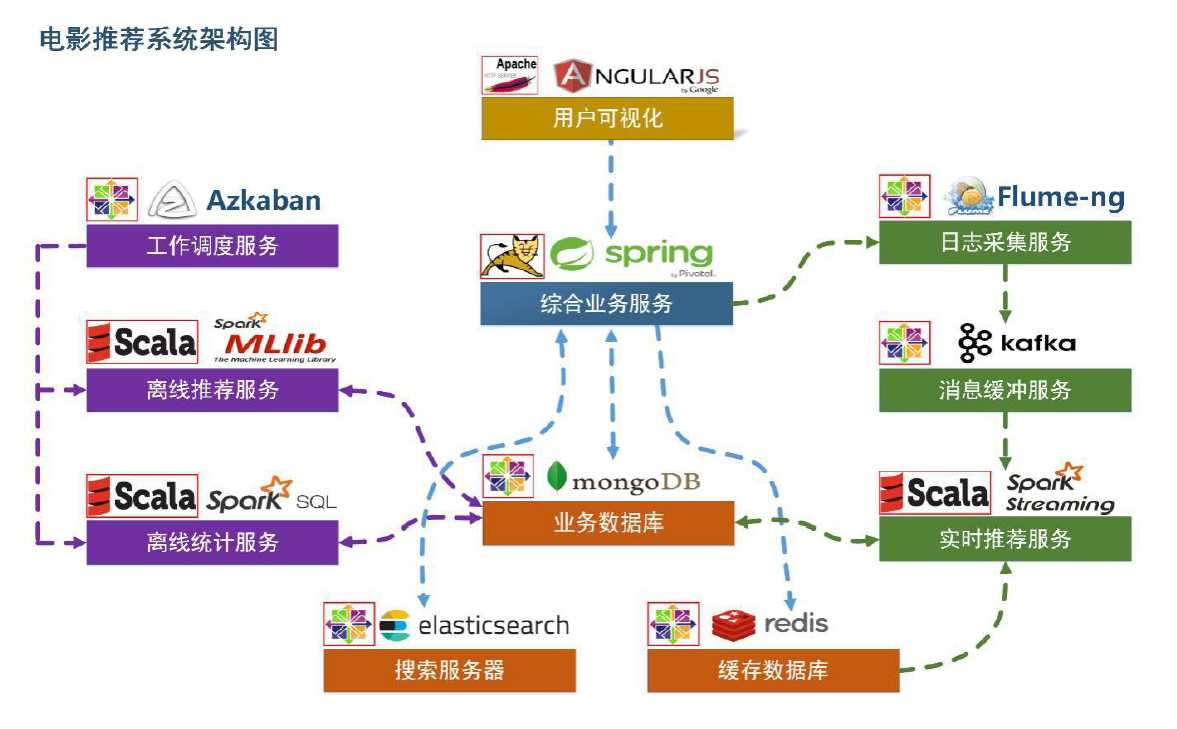 电影推荐系统架构图
Apache
HTTP SERVER
ANGULARJS
by Google
用户可视化
Azkaban
工作调度服务
Flume-ng
FLUME
日志采集服务
spring
by Pivotal
综合业务服务
Scala
Spark
MLlib
The Machine Learning Library
离线推荐服务
kafka
消息缓冲服务
Scala
Spark SQL
离线统计服务
mongoDB
业务数据库
Scala
Spark
Streaming
实时推荐服务
elasticsearch
搜索服务器
redis
缓存数据库